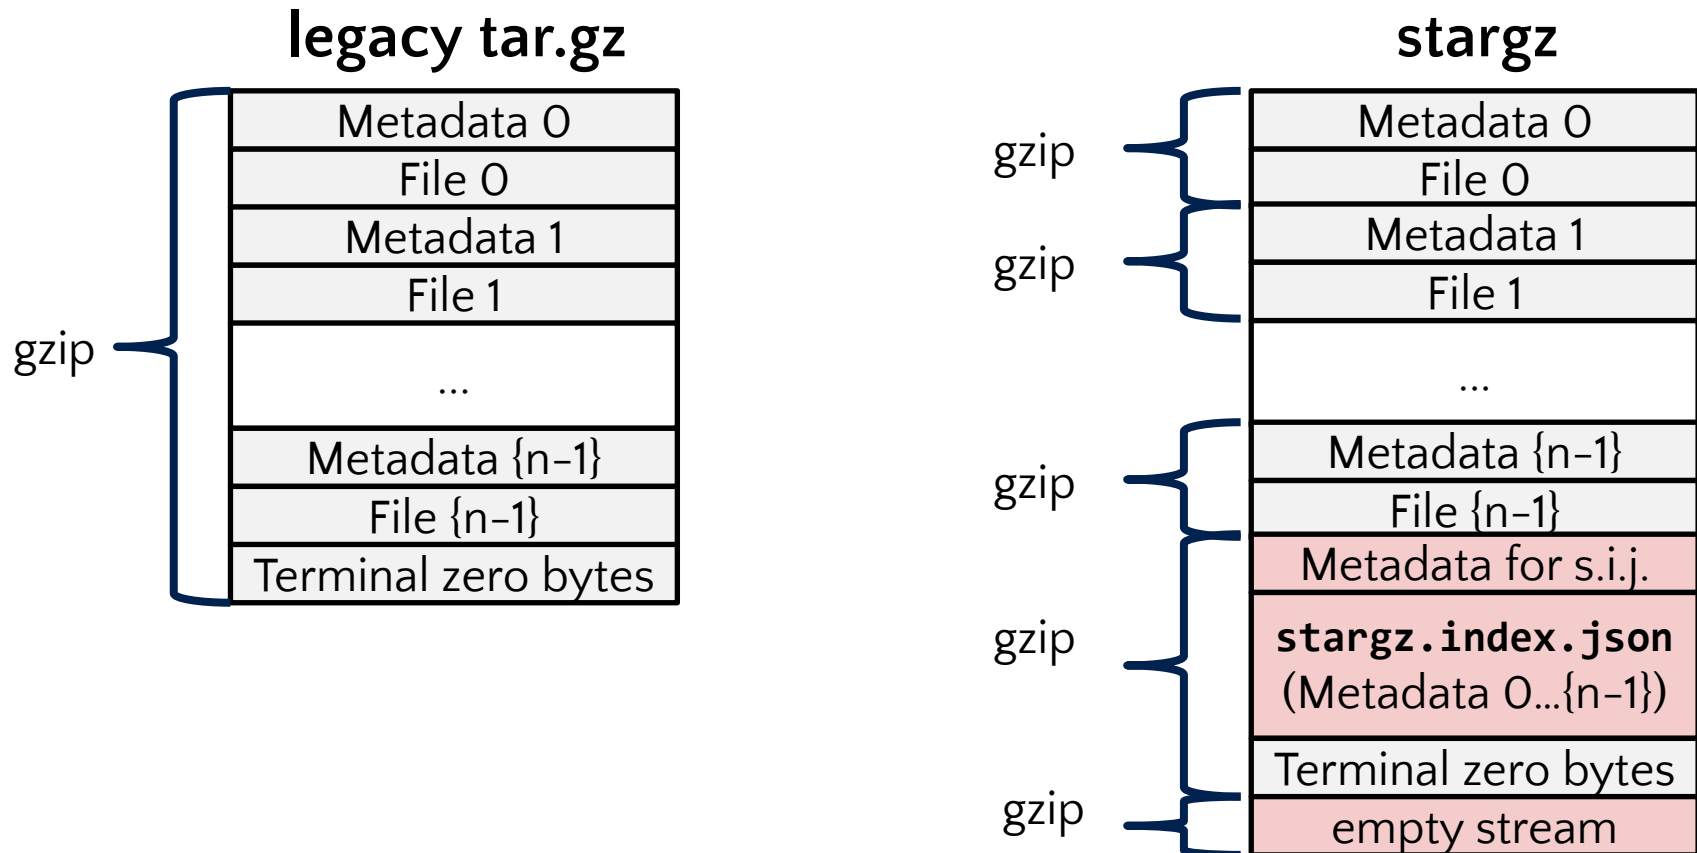 legacy tar.gz
gzip
Metadata 0
File 0
Metadata 1
File 1
...
Metadata {n-1}
File {n-1}
Terminal zero bytes
stargz
gzip
Metadata 0
File 0
gzip
Metadata 1
File 1
...
gzip
Metadata {n-1}
File {n-1}
gzip
Metadata for s.i.j.
stargz.index.json
(Metadata 0...{n-1})
Terminal zero bytes
gzip
empty stream